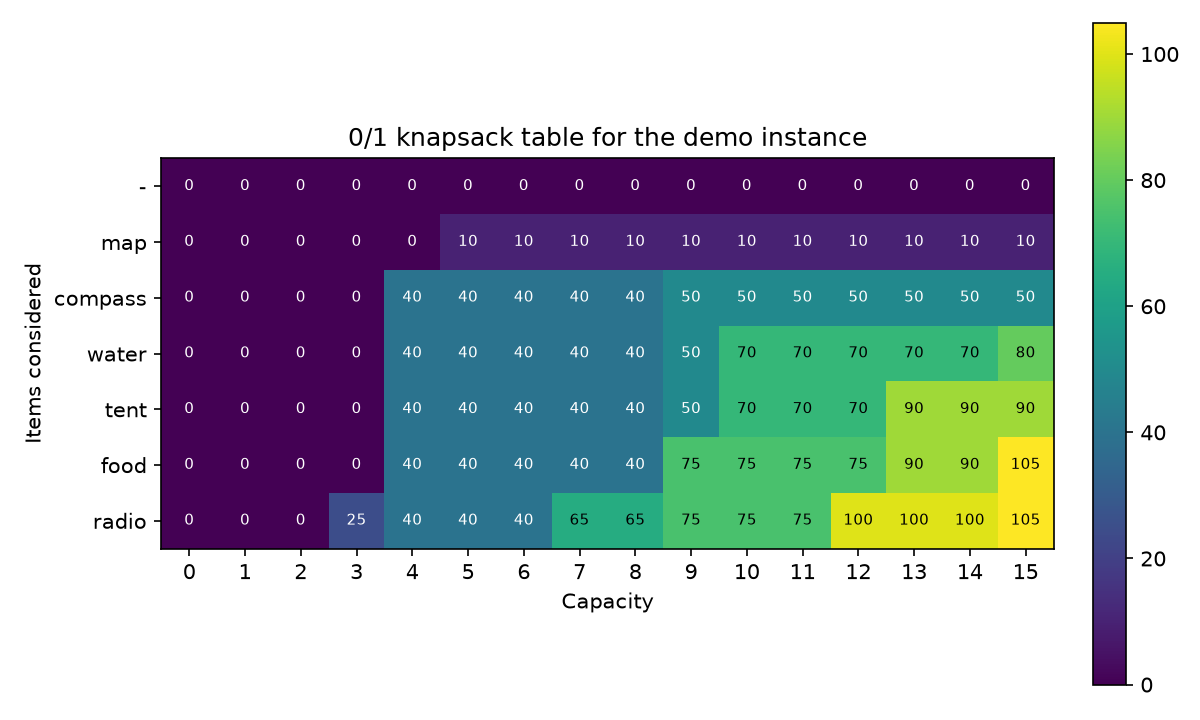 0/1 knapsack table for the demo instance
- 0 0 0 0 0 0 0 0 0 0 0 0 0 0 0 0
map 0 0 0 0 0 10 10 10 10 10 10 10 10 10 10 10
compass 0 0 0 0 40 40 40 40 40 50 50 50 50 50 50 50
water 0 0 0 0 40 40 40 40 40 50 70 70 70 70 70 80
tent 0 0 0 0 40 40 40 40 40 50 70 70 70 90 90 90
food 0 0 0 0 40 40 40 40 40 75 75 75 75 90 90 105
radio 0 0 0 25 40 40 40 65 65 75 75 75 100 100 100 105
0 1 2 3 4 5 6 7 8 9 10 11 12 13 14 15
Capacity
Items considered
100
80
60
40
20
0